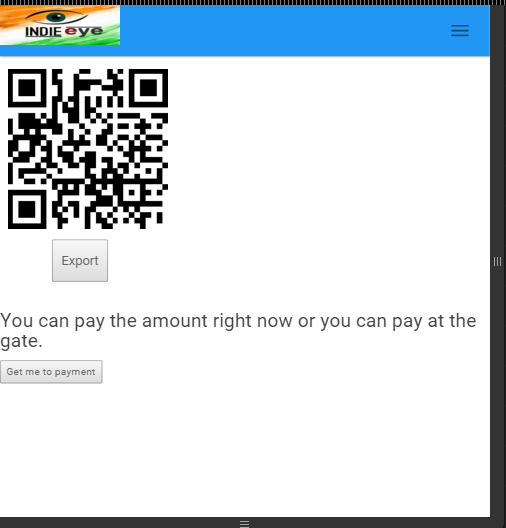 INDIE eye
Export
You can pay the amount right now or you can pay at the
gate.
Get me to payment